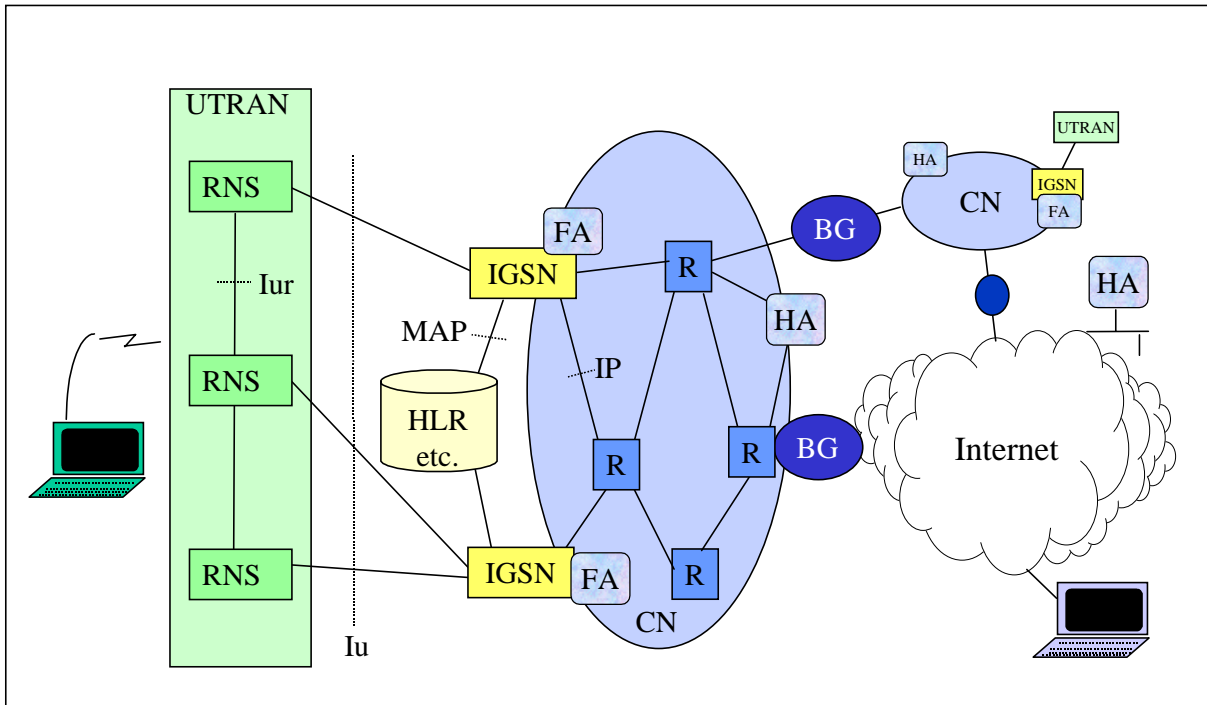 UTRAN
RNS
Iur
RNS
RNS
Iu
FA
IGSN
MAP
HLR
etc.
IGSN
FA
IP
R
HA
R
R
R
CN
BG
BG
HA
CN
UTRAN
IGSN
FA
HA
Internet